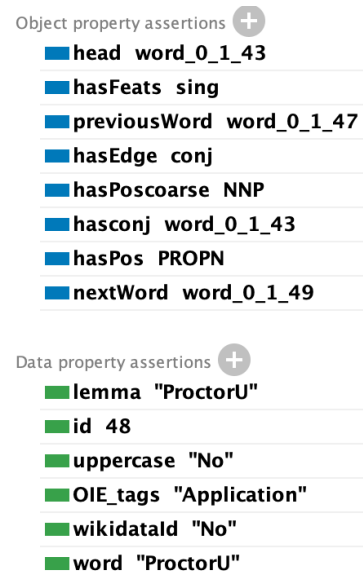 Object property assertions +
head word_0_1_43
hasFeats sing
previousWord word_0_1_47
hasEdge conj
hasPoscoarse NNP
hasconj word_0_1_43
hasPos PROPN
nextWord word_0_1_49
Data property assertions +
lemma "ProctorU"
id 48
uppercase "No"
OIE_tags "Application"
wikidataId "No"
word "ProctorU"